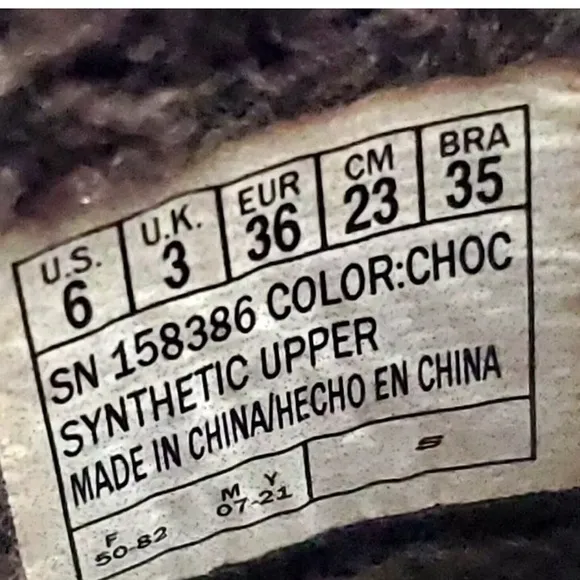 U.S. U.K. EUR CM BRA
6 3 36 23 35
SN 158386 COLOR:CHOC
SYNTHETIC UPPER
MADE IN CHINA/HECHO EN CHINA
F M Y S
50-82 07-21